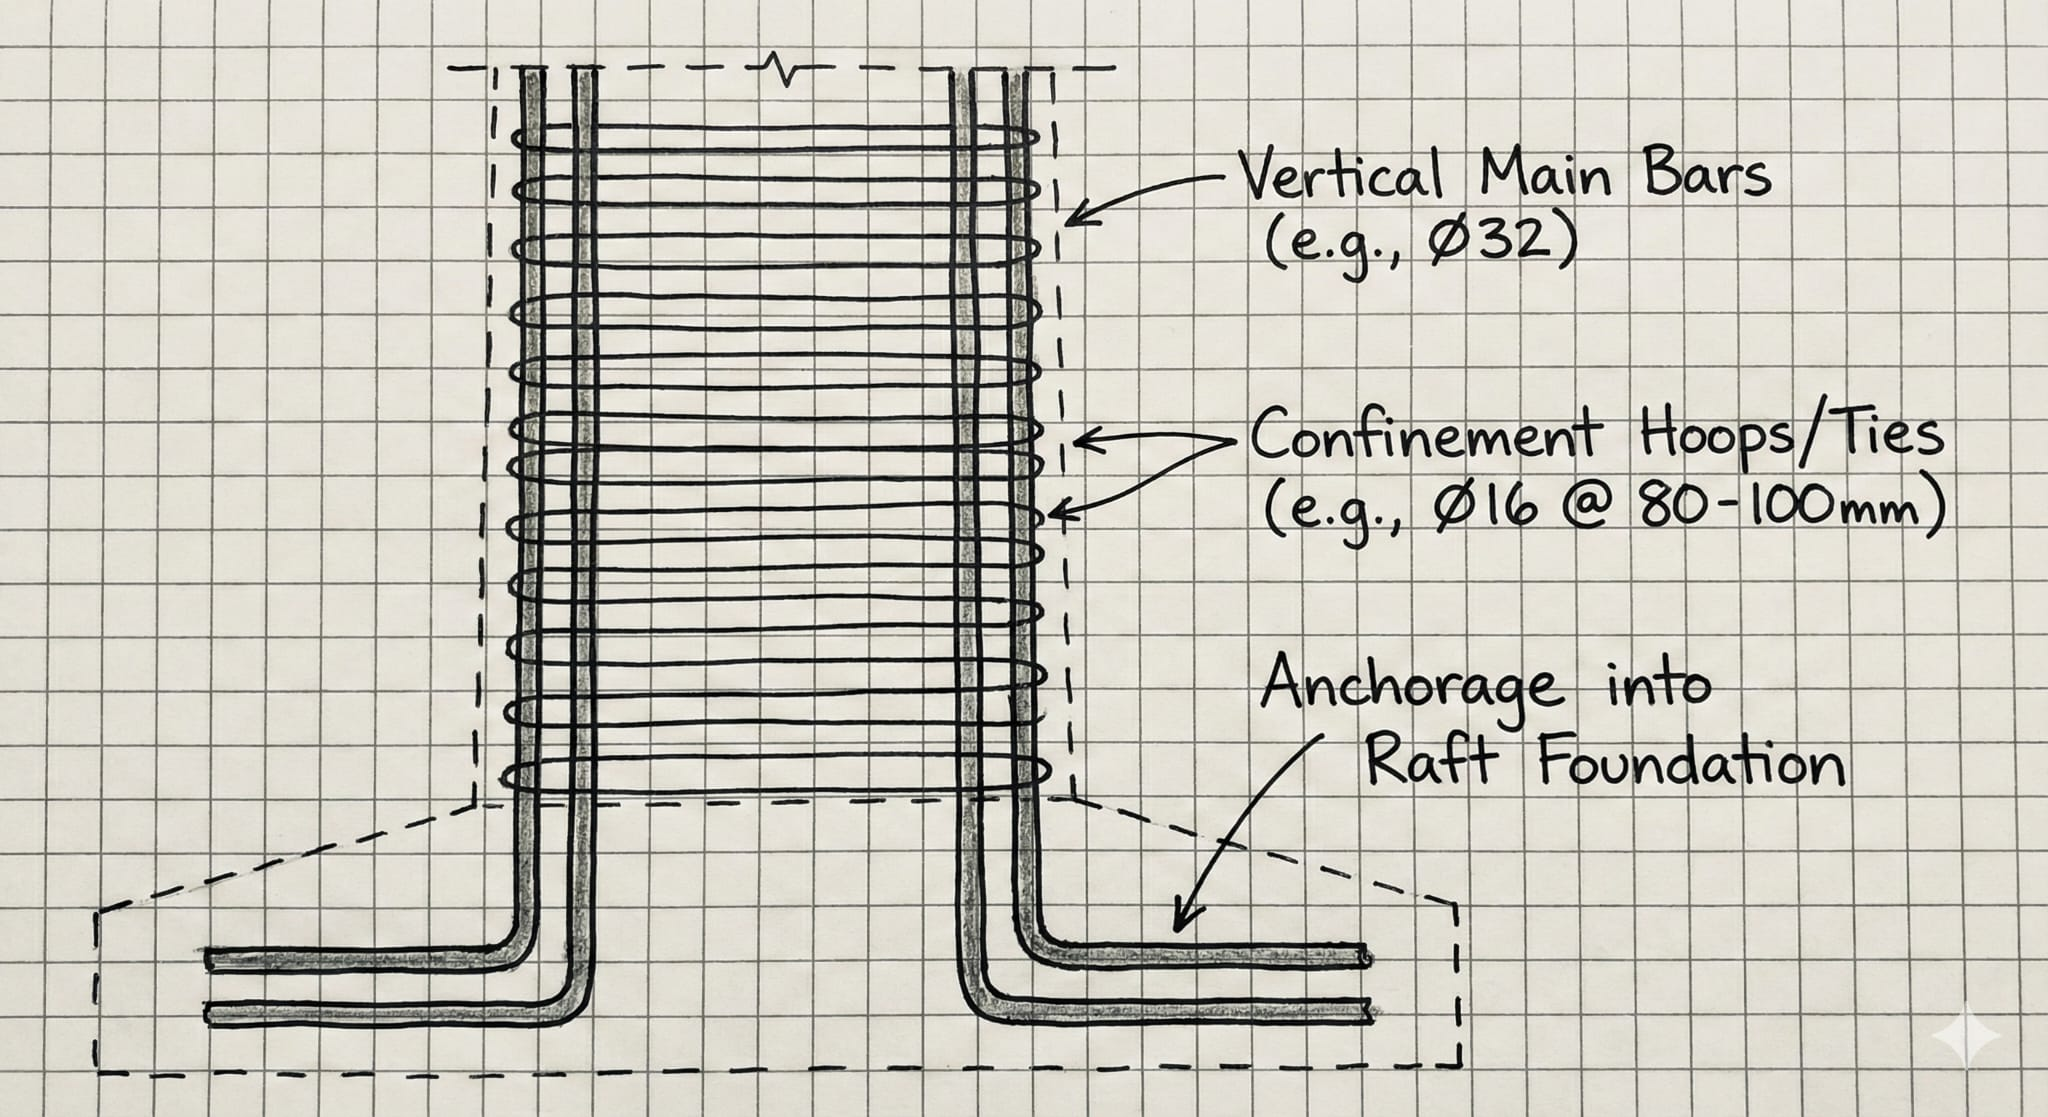 Vertical Main Bars
(e.g., Ø32)
Confinement Hoops/Ties
(e.g., Ø16 @ 80-100mm)
Anchorage into
Raft Foundation